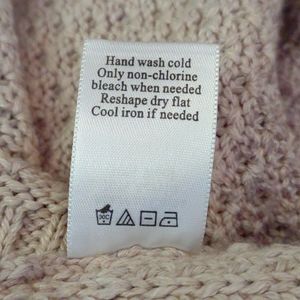 Hand wash cold
Only non-chlorine
bleach when needed
Reshape dry flat
Cool iron if needed